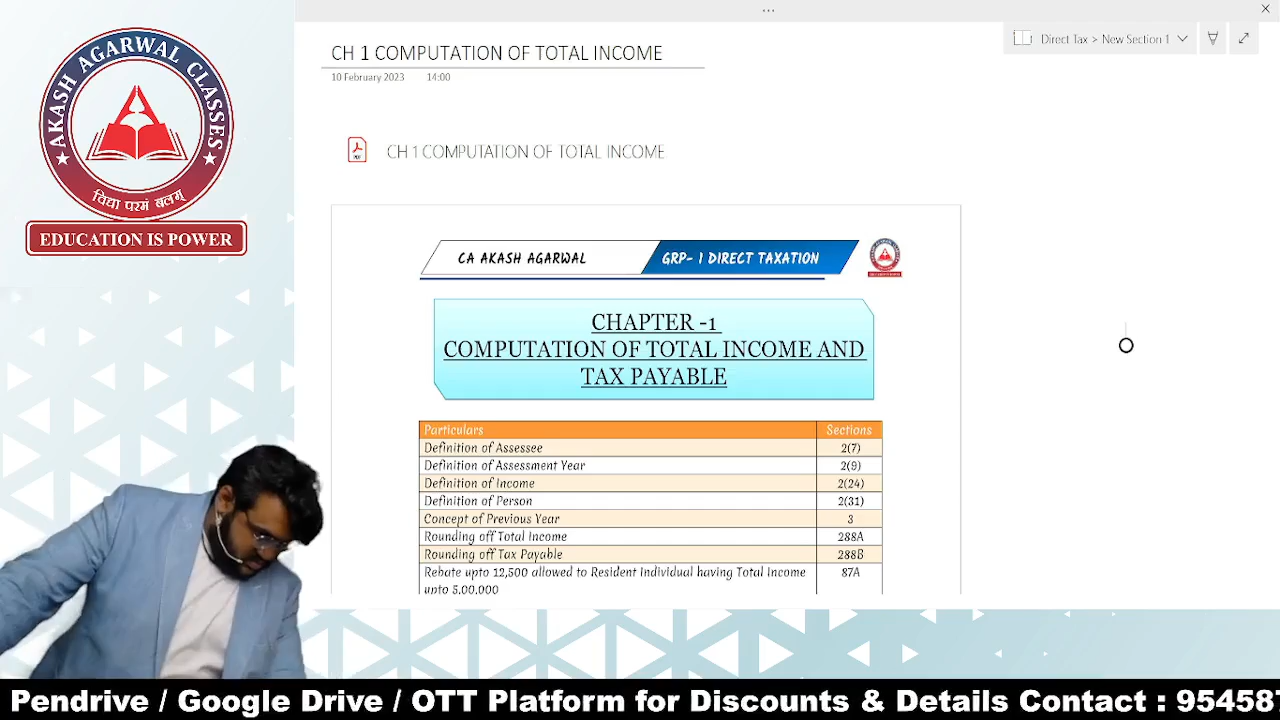 AKASH AGARWAL CLASSES
विद्या परमं बलम्
EDUCATION IS POWER
CH 1 COMPUTATION OF TOTAL INCOME
10 February 2023 14:00
Direct Tax > New Section 1
PDF
CH 1 COMPUTATION OF TOTAL INCOME
CA AKASH AGARWAL GRP- 1 DIRECT TAXATION
CHAPTER -1
COMPUTATION OF TOTAL INCOME AND
TAX PAYABLE
Particulars Sections
Definition of Assessee 2(7)
Definition of Assessment Year 2(9)
Definition of Income 2(24)
Definition of Person 2(31)
Concept of Previous Year 3
Rounding off Total Income 288A
Rounding off Tax Payable 288B
Rebate upto 12,500 allowed to Resident Individual having Total Income 87A
upto 5,00,000
Pendrive / Google Drive / OTT Platform for Discounts & Details Contact : 95458